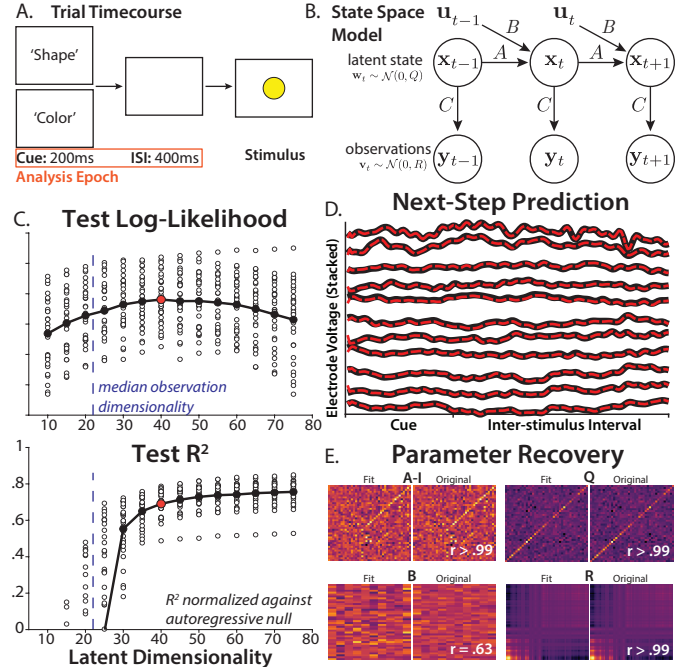 A. Trial Timecourse
'Shape'
'Color'
Cue: 200ms ISI: 400ms
Stimulus
Analysis Epoch
B. State Space
Model
u_{t-1} u_t
B B
latent state
w_t ∼ N(0, Q)
x_{t-1} A x_t A x_{t+1}
C C C
observations
v_t ∼ N(0, R)
y_{t-1} y_t y_{t+1}
C. Test Log-Likelihood
median observation
dimensionality
10 20 30 40 50 60 70 80
Test R²
1
.8
.6
.4
.2
0
R² normalized against
autoregressive null
10 20 30 40 50 60 70 80
Latent Dimensionality
D. Next-Step Prediction
Electrode Voltage (Stacked)
Cue Inter-stimulus Interval
E. Parameter Recovery
Fit A-I Original
r > .99
Fit Q Original
r > .99
Fit B Original
r = .63
Fit R Original
r > .99